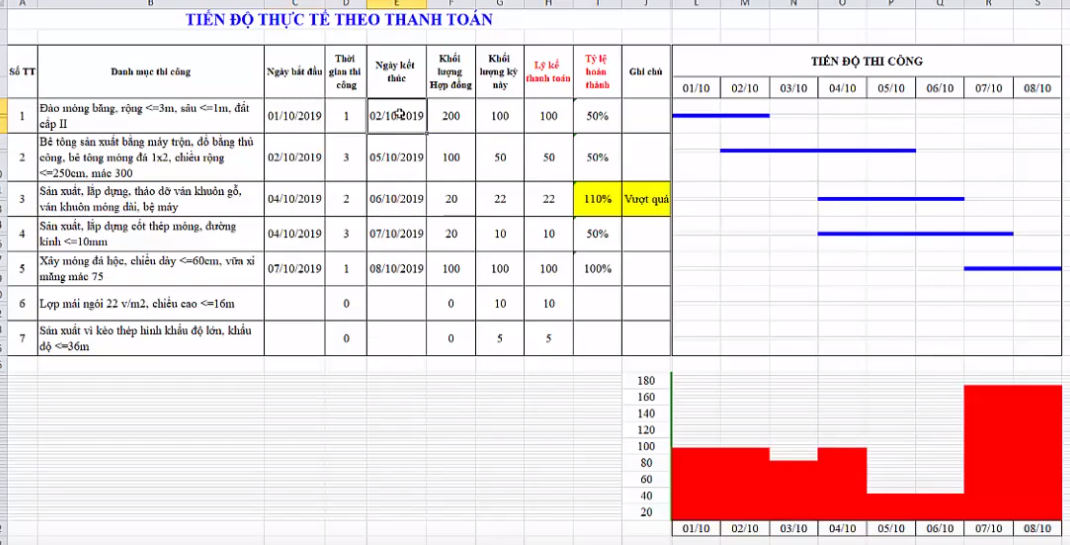 A B C D E F G H I J L M N O P Q R S
TIẾN ĐỘ THỰC TẾ THEO THANH TOÁN
Số TT Danh mục thi công Ngày bắt đầu Thời gian thi công Ngày kết thúc Khối lượng Hợp đồng Khối lượng kỳ này Lũy kế thanh toán Tỷ lệ hoàn thành Ghi chú TIẾN ĐỘ THI CÔNG
01/10 02/10 03/10 04/10 05/10 06/10 07/10 08/10
1 Đào móng băng, rộng <=3m, sâu <=1m, đất cấp II 01/10/2019 1 02/10/2019 200 100 100 50%
2 Bê tông sản xuất bằng máy trộn, đổ bằng thủ công, bê tông móng đá 1x2, chiều rộng <=250cm, mác 300 02/10/2019 3 05/10/2019 100 50 50 50%
3 Sản xuất, lắp dựng, tháo dỡ ván khuôn gỗ, ván khuôn móng dài, bệ máy 04/10/2019 2 06/10/2019 20 22 22 110% Vượt quá
4 Sản xuất, lắp dựng cốt thép móng, đường kính <=10mm 04/10/2019 3 07/10/2019 20 10 10 50%
5 Xây móng đá hộc, chiều dày <=60cm, vữa xi măng mác 75 07/10/2019 1 08/10/2019 100 100 100 100%
6 Lợp mái ngói 22 v/m2, chiều cao <=16m 0 0 10 10
7 Sản xuất vì kèo thép hình khẩu độ lớn, khẩu độ <=36m 0 0 5 5
180
160
140
120
100
80
60
40
20
01/10 02/10 03/10 04/10 05/10 06/10 07/10 08/10